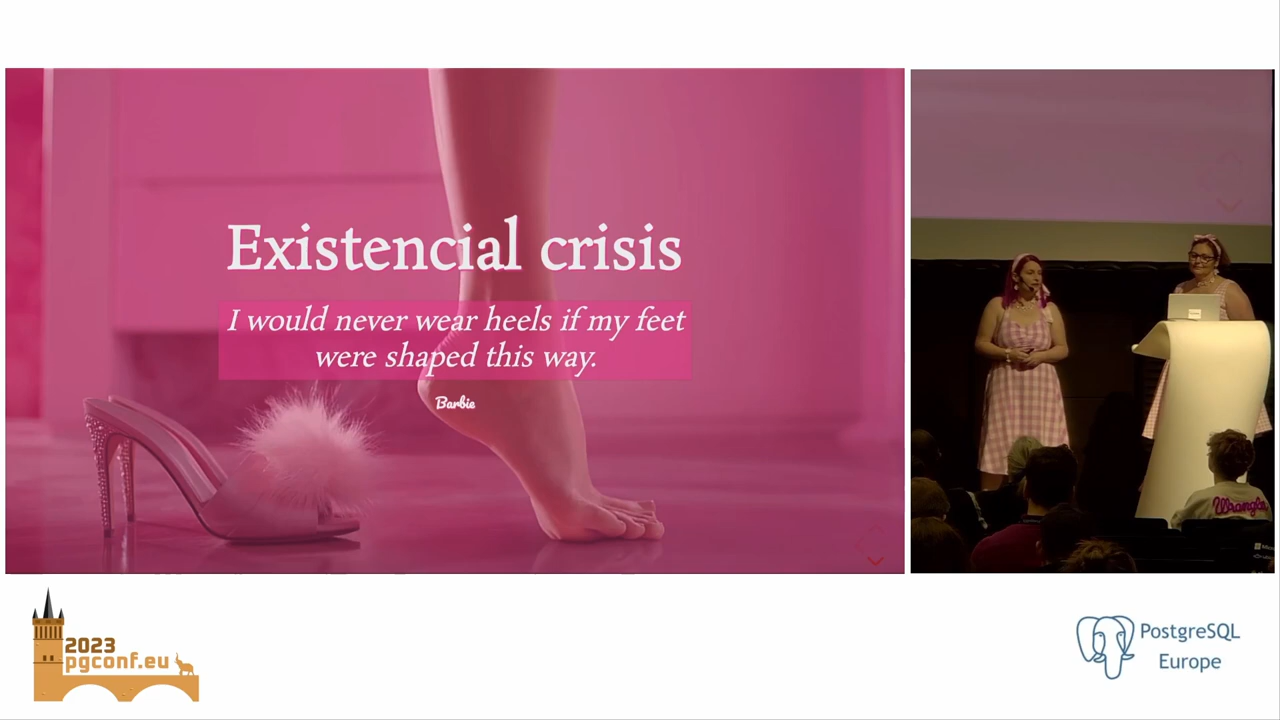 Existencial crisis
I would never wear heels if my feet
were shaped this way.
Barbie
Wrangler
2023
pgconf.eu
PostgreSQL
Europe